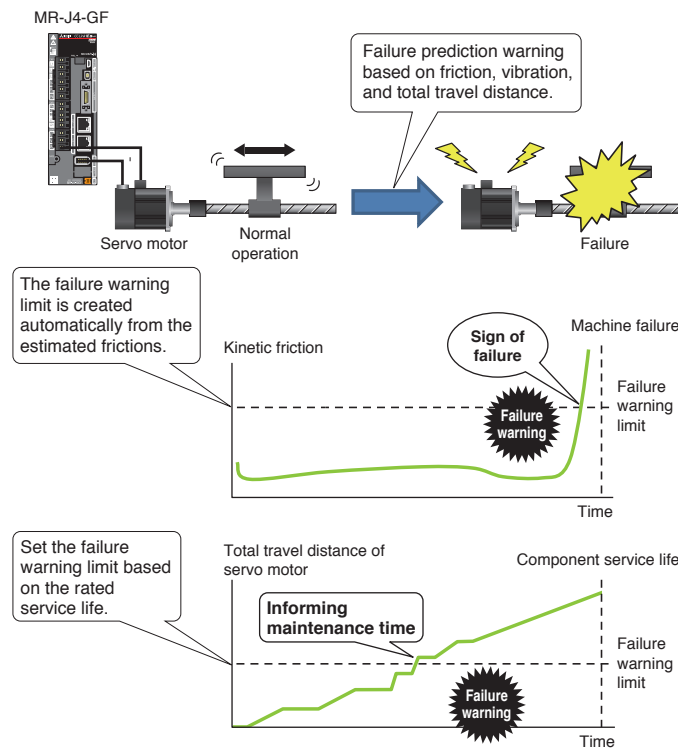 MR-J4-GF
Failure prediction warning
based on friction, vibration,
and total travel distance.
Servo motor
Normal
operation
Failure
The failure warning
limit is created
automatically from the
estimated frictions.
Kinetic friction
Sign of
failure
Machine failure
Failure
warning
Failure
warning
limit
Time
Set the failure
warning limit based
on the rated
service life.
Total travel distance of
servo motor
Component service life
Informing
maintenance time
Failure
warning
Failure
warning
limit
Time